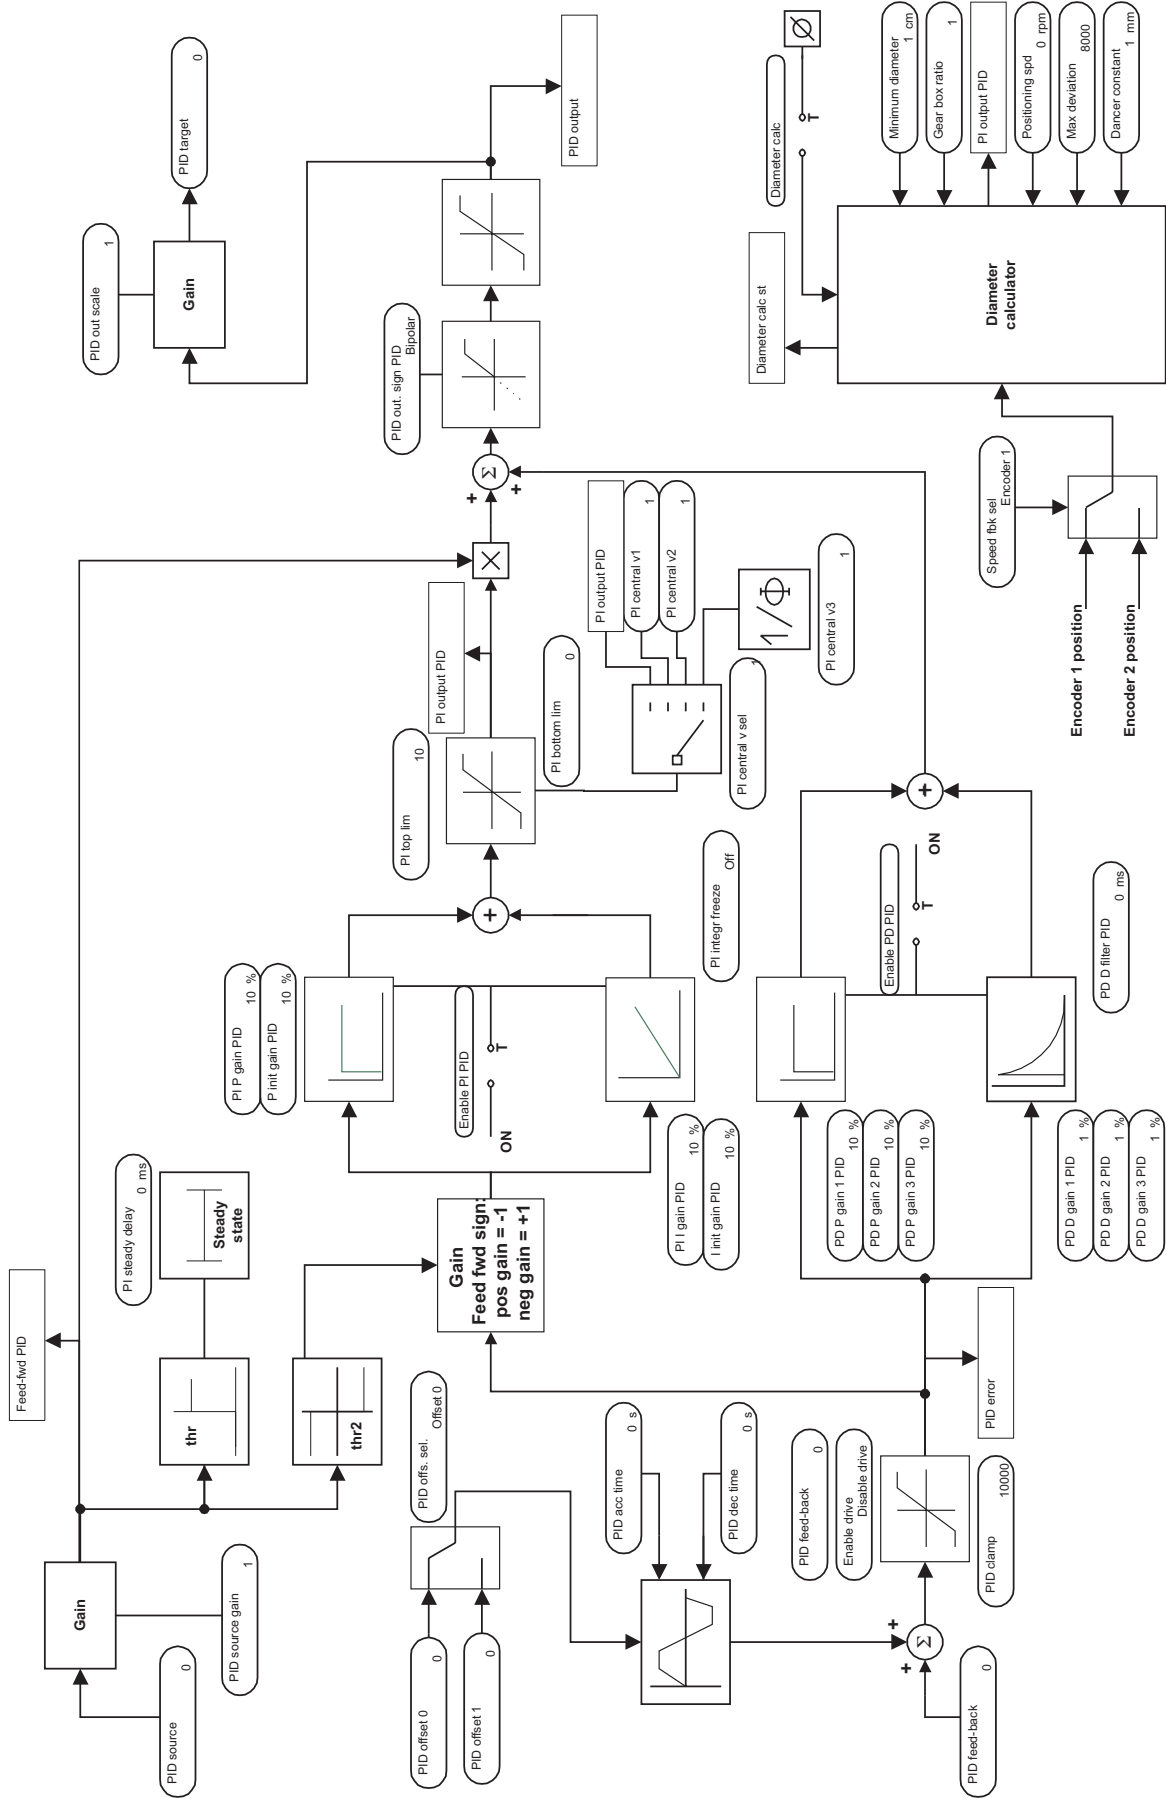 PID source
0
Gain
PID source gain
1
Feed-fwd PID
thr
PI steady delay
0 ms
Steady
state
thr2
Gain
Feed fwd sign:
pos gain = -1
neg gain = +1
PI P gain PID
10 %
P init gain PID
10 %
Enable PI PID
ON
T
PI I gain PID
10 %
I init gain PID
10 %
PI integr freeze
Off
+
PI top lim
10
PI output PID
PI bottom lim
0
PI output PID
PI central v1
1
PI central v2
1
PI central v sel
1
1/Φ
PI central v3
1
X
+
Σ
+
PID out. sign PID
Bipolar
PID out scale
1
Gain
PID target
0
PID output
PID offset 0
0
PID offset 1
0
PID offs. sel.
Offset 0
PID acc time
0 s
PID dec time
0 s
PID feed-back
0
Enable drive
Disable drive
PID feed-back
0
+
Σ
+
PID clamp
10000
PID error
PD P gain 1 PID
10 %
PD P gain 2 PID
10 %
PD P gain 3 PID
10 %
PD D gain 1 PID
1 %
PD D gain 2 PID
1 %
PD D gain 3 PID
1 %
Enable PD PID
T
ON
PD D filter PID
0 ms
+
Encoder 1 position
Encoder 2 position
Speed fbk sel
Encoder 1
Diameter calc st
Diameter calc
T
Ø
Diameter
calculator
Minimum diameter
1 cm
Gear box ratio
1
PI output PID
Positioning spd
0 rpm
Max deviation
8000
Dancer constant
1 mm